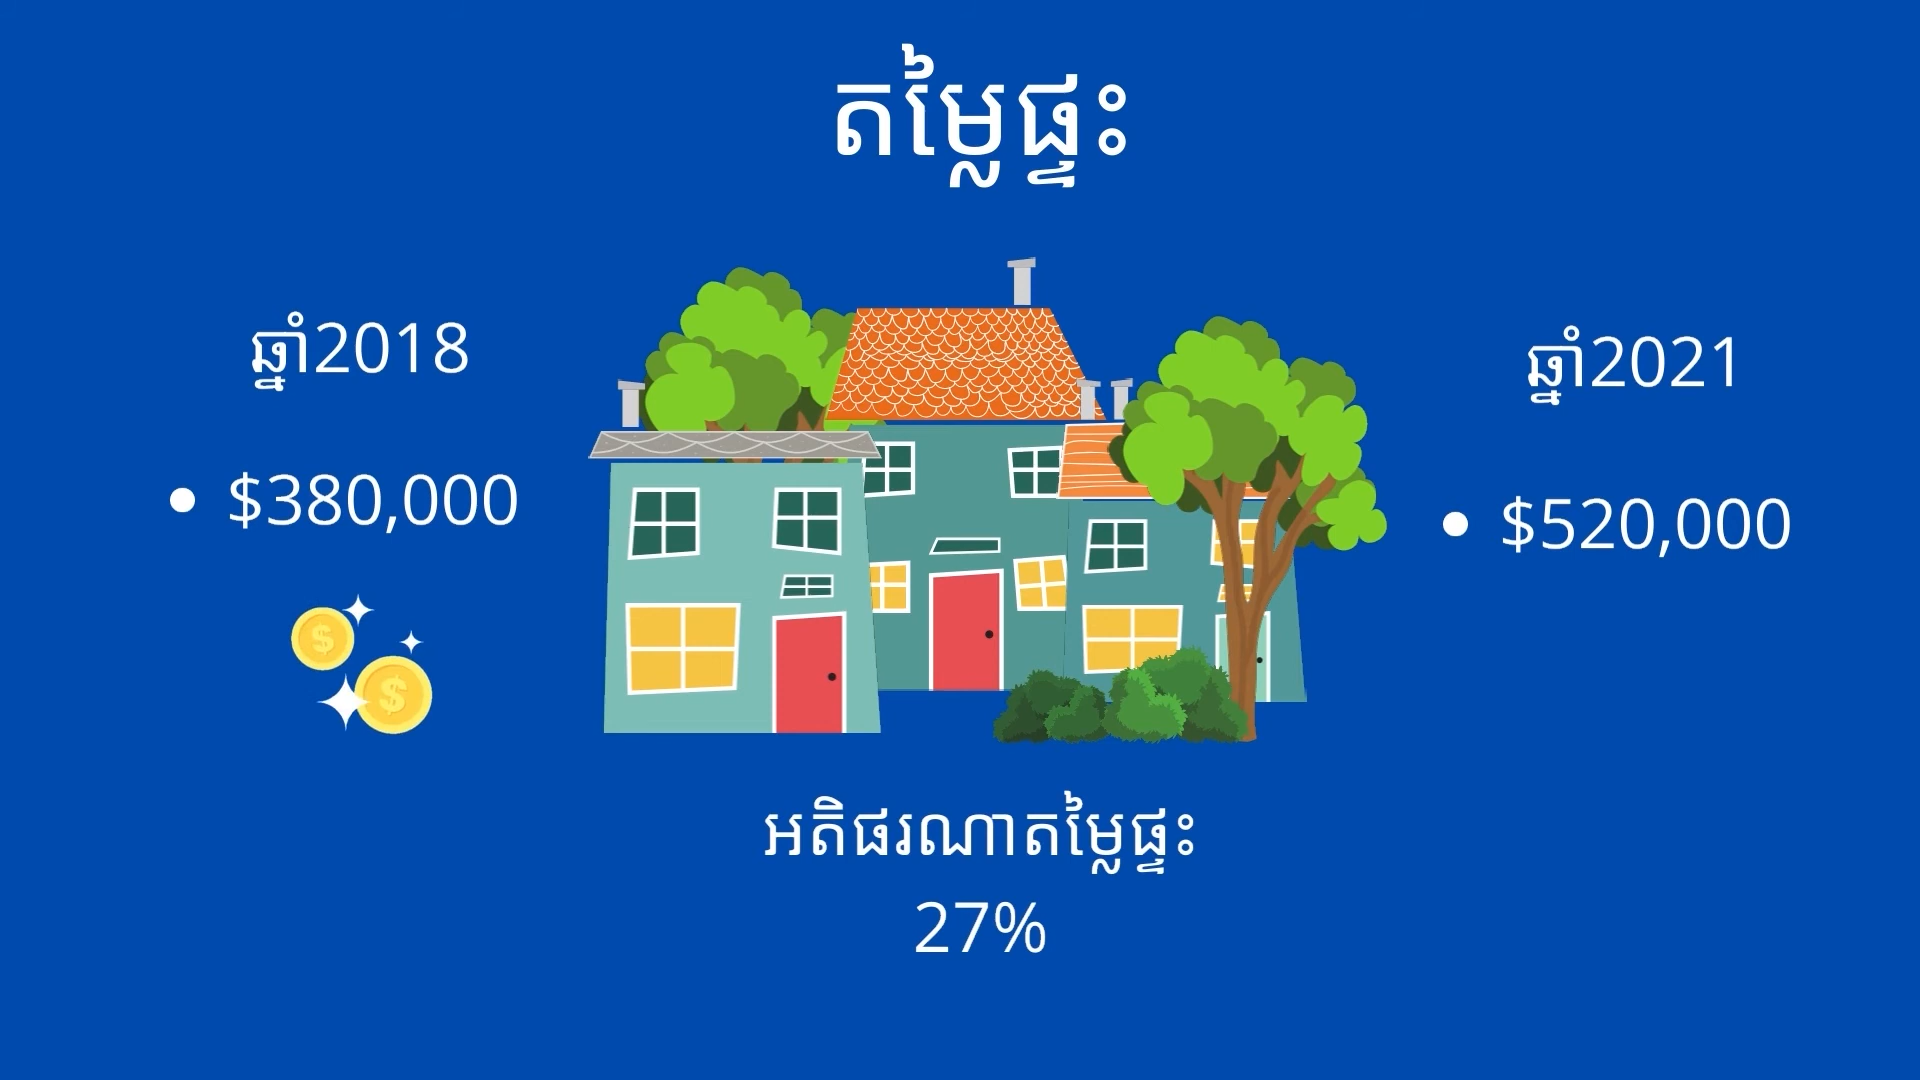 តម្លៃផ្ទះ
ឆ្នាំ2018
• $380,000
ឆ្នាំ2021
• $520,000
អតិផរណាតម្លៃផ្ទះ
27%